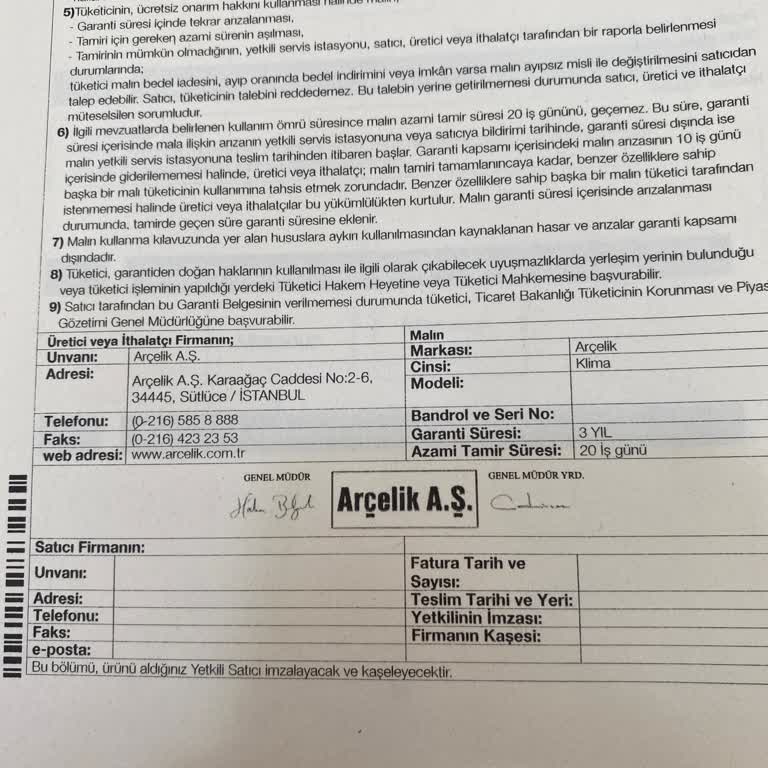 5)Tüketicinin, ücretsiz onarım hakkını kullanması halinde malın;
- Garanti süresi içinde tekrar arızalanması,
- Tamiri için gereken azami sürenin aşılması,
- Tamirinin mümkün olmadığının, yetkili servis istasyonu, satıcı, üretici veya ithalatçı tarafından bir raporla belirlenmesi
durumlarında;
tüketici malın bedel iadesini, ayıp oranında bedel indirimini veya imkân varsa malın ayıpsız misli ile değiştirilmesini satıcıdan
talep edebilir. Satıcı, tüketicinin talebini reddedemez. Bu talebin yerine getirilmemesi durumunda satıcı, üretici ve ithalatçı
müteselsilen sorumludur.
6) İlgili mevzuatlarda belirlenen kullanım ömrü süresince malın azami tamir süresi 20 iş gününü, geçemez. Bu süre, garanti
süresi içerisinde mala ilişkin arızanın yetkili servis istasyonuna veya satıcıya bildirimi tarihinde, garanti süresi dışında ise
malın yetkili servis istasyonuna teslim tarihinden itibaren başlar. Garanti kapsamı içerisindeki malın arızasının 10 iş günü
içerisinde giderilememesi halinde, üretici veya ithalatçı; malın tamiri tamamlanıncaya kadar, benzer özelliklere sahip
başka bir malı tüketicinin kullanımına tahsis etmek zorundadır. Benzer özelliklere sahip başka bir malın tüketici tarafından
istenmemesi halinde üretici veya ithalatçılar bu yükümlülükten kurtulur. Malın garanti süresi içerisinde arızalanması
durumunda, tamirde geçen süre garanti süresine eklenir.
7) Malın kullanma kılavuzunda yer alan hususlara aykırı kullanılmasından kaynaklanan hasar ve arızalar garanti kapsamı
dışındadır.
8) Tüketici, garantiden doğan haklarının kullanılması ile ilgili olarak çıkabilecek uyuşmazlıklarda yerleşim yerinin bulunduğu
veya tüketici işleminin yapıldığı yerdeki Tüketici Hakem Heyetine veya Tüketici Mahkemesine başvurabilir.
9) Satıcı tarafından bu Garanti Belgesinin verilmemesi durumunda tüketici, Ticaret Bakanlığı Tüketicinin Korunması ve Piyas
Gözetimi Genel Müdürlüğüne başvurabilir.
Üretici veya İthalatçı Firmanın;
Unvanı: Arçelik A.Ş.
Adresi: Arçelik A.Ş. Karaağaç Caddesi No:2-6,
34445, Sütlüce / İSTANBUL
Telefonu: (0-216) 585 8 888
Faks: (0-216) 423 23 53
web adresi: www.arcelik.com.tr
Malın
Markası: Arçelik
Cinsi: Klima
Modeli:
Bandrol ve Seri No:
Garanti Süresi: 3 YIL
Azami Tamir Süresi: 20 İş günü
GENEL MÜDÜR
Arçelik A.Ş.
GENEL MÜDÜR YRD.
Satıcı Firmanın:
Unvanı:
Adresi:
Telefonu:
Faks:
e-posta:
Fatura Tarih ve
Sayısı:
Teslim Tarihi ve Yeri:
Yetkilinin İmzası:
Firmanın Kaşesi:
Bu bölümü, ürünü aldığınız Yetkili Satıcı imzalayacak ve kaşeleyecektir.